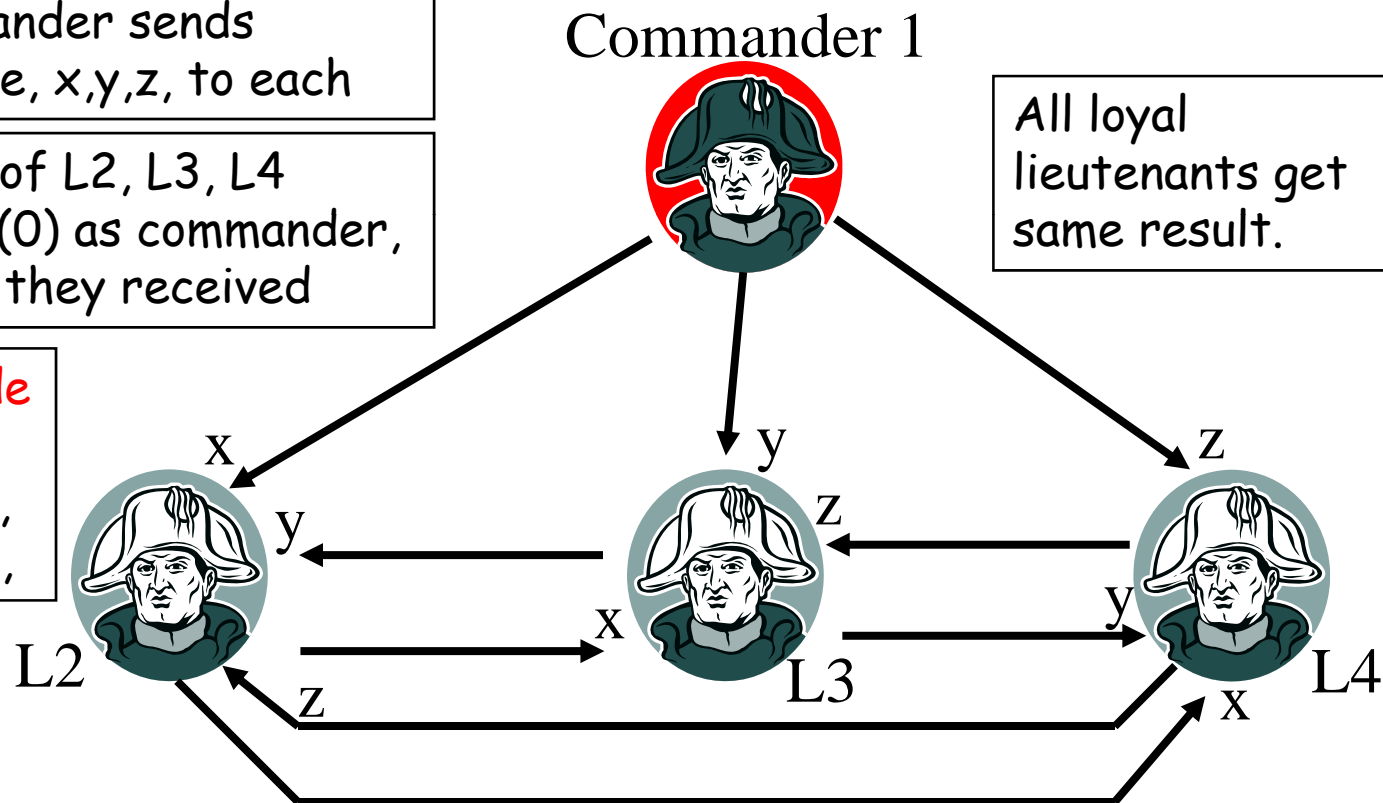 Commander 1
ander sends
e, x,y,z, to each
of L2, L3, L4
(0) as commander,
they received
All loyal
lieutenants get
same result.
le
,
,
x
y
z
y
z
x
y
L2
z
L3
x
L4